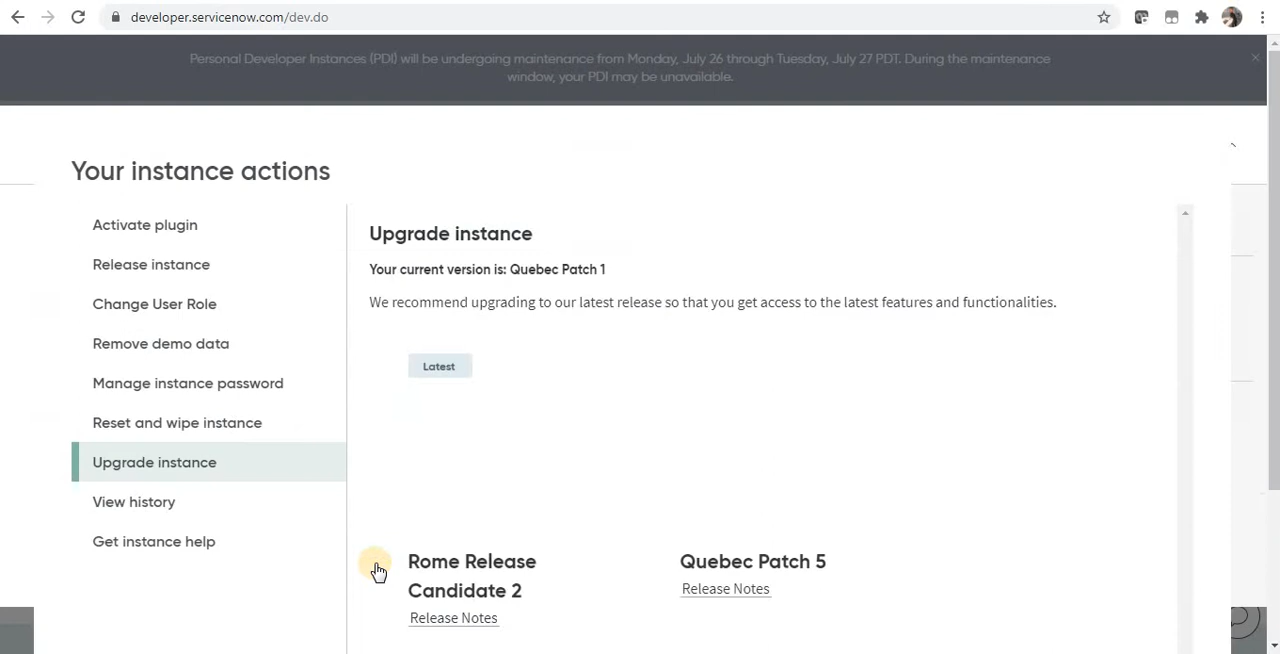 developer.servicenow.com/dev.do
Personal Developer Instances (PDI) will be undergoing maintenance from Monday, July 26 through Tuesday, July 27 PDT. During the maintenance
window, your PDI may be unavailable.
Your instance actions
Activate plugin
Release instance
Change User Role
Remove demo data
Manage instance password
Reset and wipe instance
Upgrade instance
View history
Get instance help
Upgrade instance
Your current version is: Quebec Patch 1
We recommend upgrading to our latest release so that you get access to the latest features and functionalities.
Latest
Rome Release
Candidate 2
Release Notes
Quebec Patch 5
Release Notes